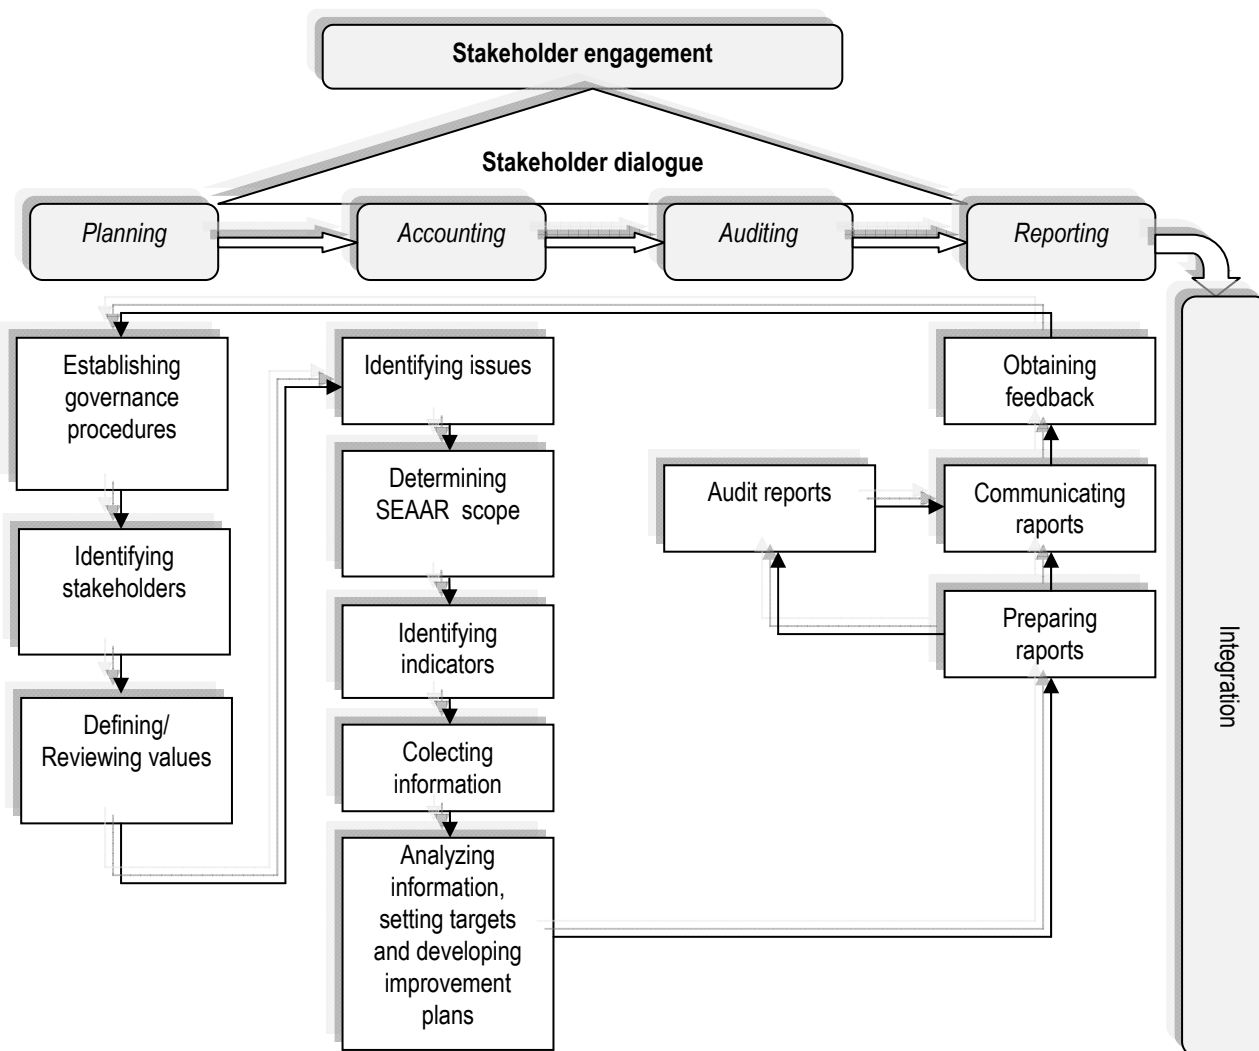 Stakeholder engagement
Stakeholder dialogue
Planning
Accounting
Auditing
Reporting
Establishing
governance
procedures
Identifying
stakeholders
Defining/
Reviewing values
Identifying issues
Determining
SEAAR scope
Identifying
indicators
Colecting
information
Analyzing
information,
setting targets
and developing
improvement
plans
Audit reports
Obtaining
feedback
Communicating
raports
Preparing
raports
Integration